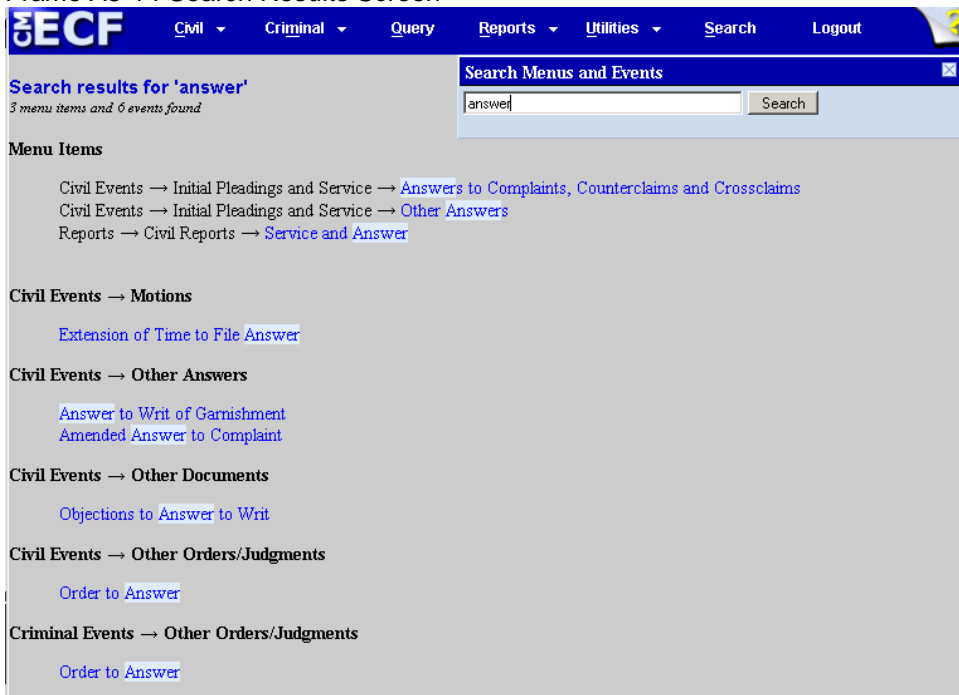 CM ECF Civil Criminal Query Reports Utilities Search Logout ?
Search Menus and Events
answer Search
Search results for 'answer'
3 menu items and 6 events found
Menu Items
Civil Events → Initial Pleadings and Service → Answers to Complaints, Counterclaims and Crossclaims
Civil Events → Initial Pleadings and Service → Other Answers
Reports → Civil Reports → Service and Answer
Civil Events → Motions
Extension of Time to File Answer
Civil Events → Other Answers
Answer to Writ of Garnishment
Amended Answer to Complaint
Civil Events → Other Documents
Objections to Answer to Writ
Civil Events → Other Orders/Judgments
Order to Answer
Criminal Events → Other Orders/Judgments
Order to Answer